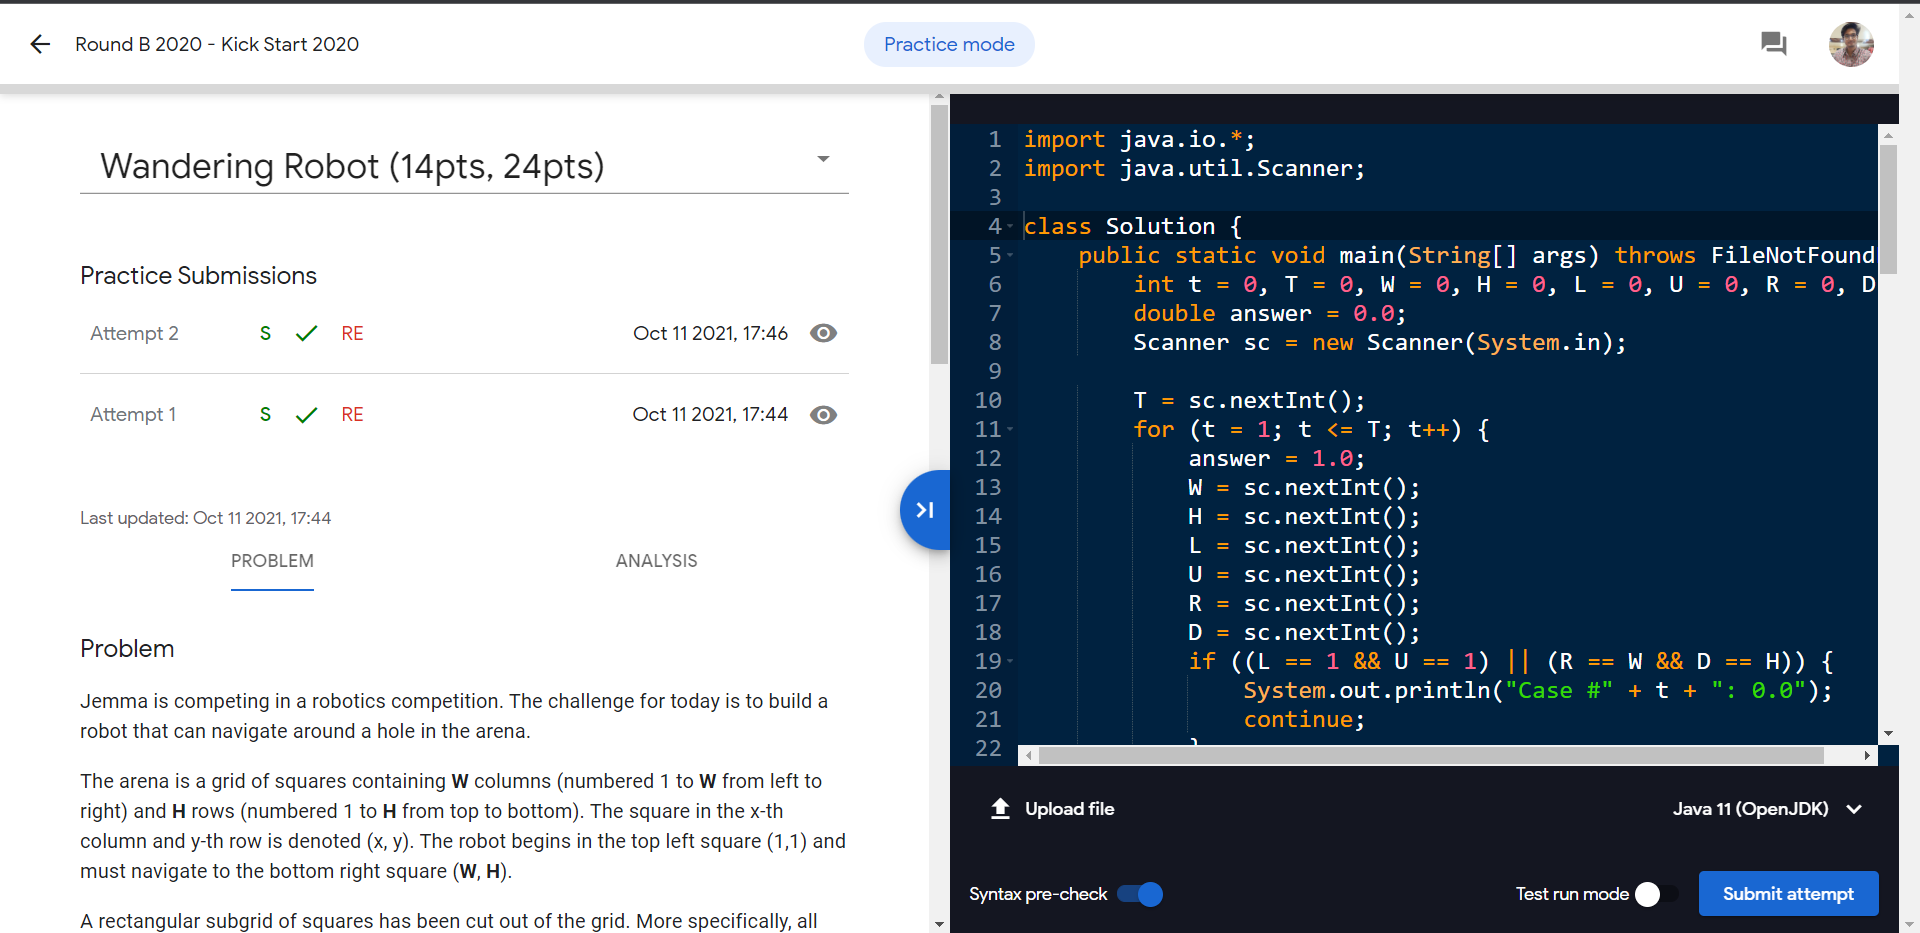 Round B 2020 - Kick Start 2020
Practice mode
Wandering Robot (14pts, 24pts)
Practice Submissions
Attempt 2 S RE Oct 11 2021, 17:46
Attempt 1 S RE Oct 11 2021, 17:44
Last updated: Oct 11 2021, 17:44
PROBLEM ANALYSIS
Problem
Jemma is competing in a robotics competition. The challenge for today is to build a
robot that can navigate around a hole in the arena.
The arena is a grid of squares containing W columns (numbered 1 to W from left to
right) and H rows (numbered 1 to H from top to bottom). The square in the x-th
column and y-th row is denoted (x, y). The robot begins in the top left square (1,1) and
must navigate to the bottom right square (W, H).
A rectangular subgrid of squares has been cut out of the grid. More specifically, all
1 import java.io.*;
2 import java.util.Scanner;
3
4 class Solution {
5 public static void main(String[] args) throws FileNotFound
6 int t = 0, T = 0, W = 0, H = 0, L = 0, U = 0, R = 0, D
7 double answer = 0.0;
8 Scanner sc = new Scanner(System.in);
9
10 T = sc.nextInt();
11 for (t = 1; t <= T; t++) {
12 answer = 1.0;
13 W = sc.nextInt();
14 H = sc.nextInt();
15 L = sc.nextInt();
16 U = sc.nextInt();
17 R = sc.nextInt();
18 D = sc.nextInt();
19 if ((L == 1 && U == 1) || (R == W && D == H)) {
20 System.out.println("Case #" + t + ": 0.0");
21 continue;
22 }
Upload file
Java 11 (OpenJDK)
Syntax pre-check
Test run mode
Submit attempt